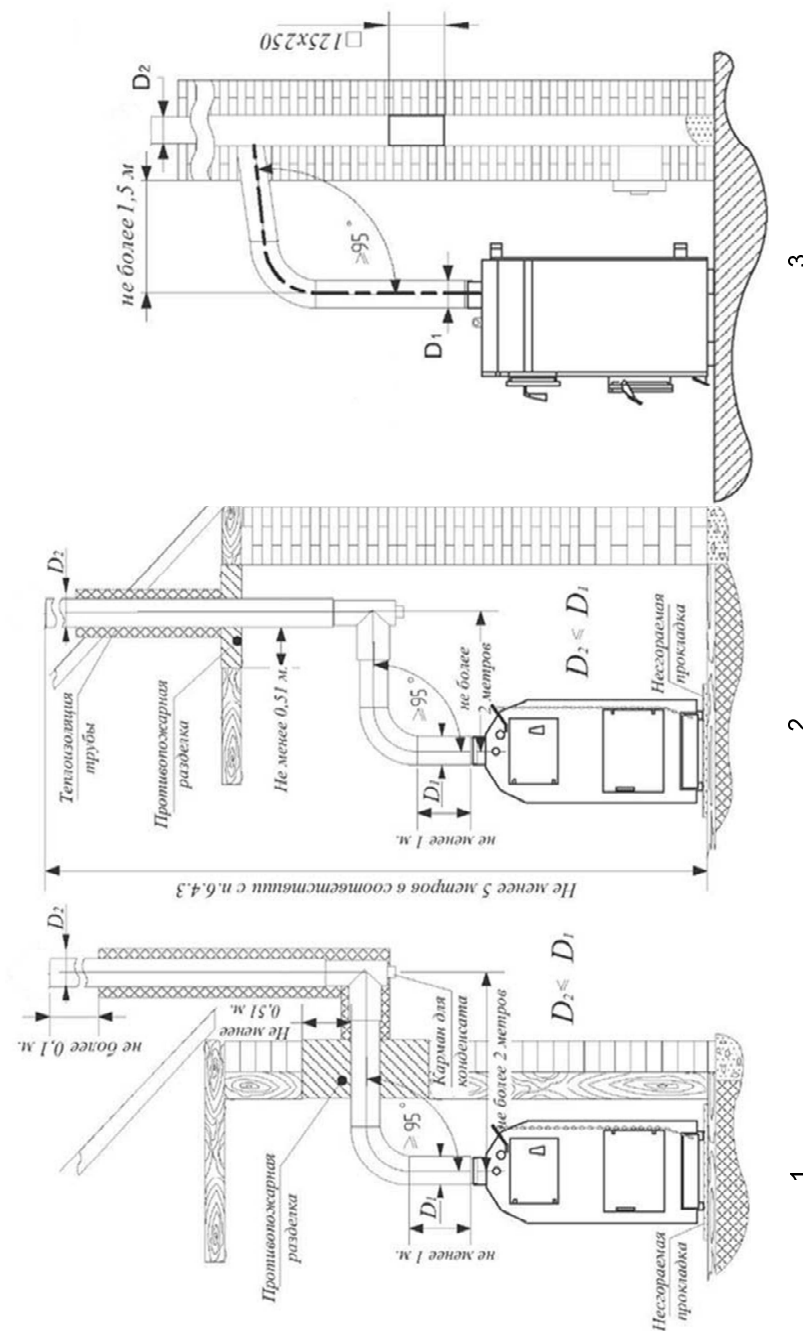 не более 0,1 м.
D2
Не менее
0,51 м.
Противопожарная
разделка
Карман для
конденсата
≥95°
не более 2 метров
D1
не менее 1 м.
D2 ≤ D1
Несгораемая
прокладка
1
D2
Теплоизоляция
трубы
Противопожарная
разделка
Не менее 0,51 м.
Не менее 5 метров в соответствии с п.6.4.3
≥95°
не более
2 метров
D1
не менее 1 м.
D2 ≤ D1
Несгораемая
прокладка
2
D2
не более 1,5 м
□125x250
≥95°
D1
3